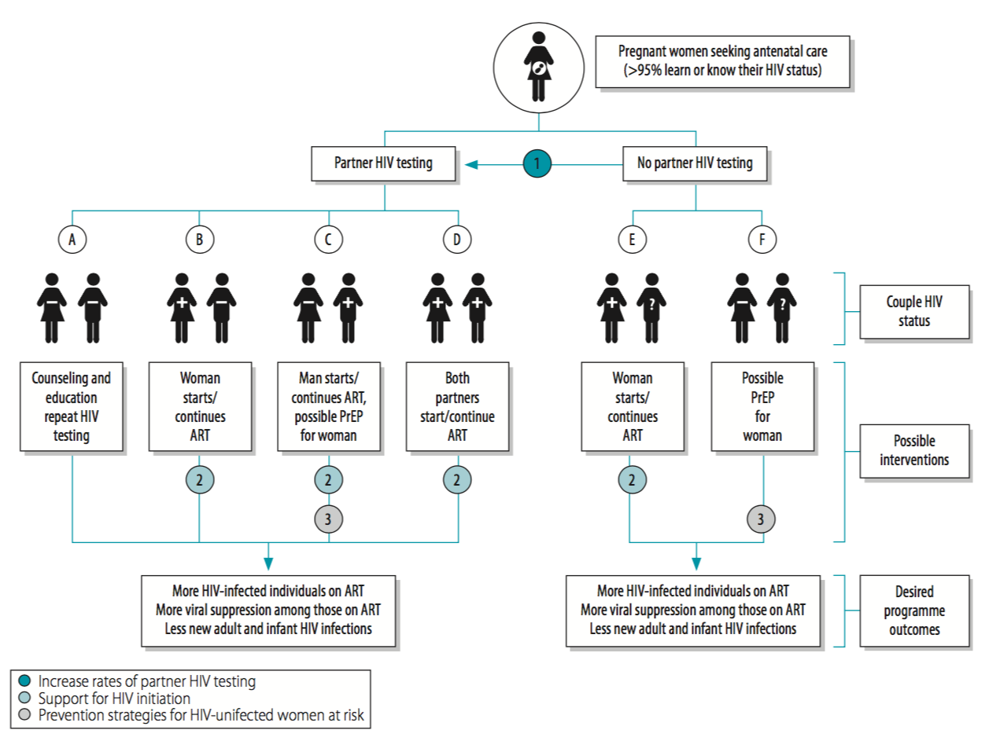 Pregnant women seeking antenatal care
(>95% learn or know their HIV status)
Partner HIV testing
1
No partner HIV testing
A
B
C
D
E
F
− −
+ −
− +
+ +
+ ?
− ?
Couple HIV
status
Counseling and
education
repeat HIV
testing
Woman
starts/
continues
ART
Man starts/
continues ART,
possible PrEP
for woman
Both
partners
start/continue
ART
Woman
starts/
continues
ART
Possible
PrEP
for
woman
Possible
interventions
2
2
2
2
3
3
More HIV-infected individuals on ART
More viral suppression among those on ART
Less new adult and infant HIV infections
More HIV-infected individuals on ART
More viral suppression among those on ART
Less new adult and infant HIV infections
Desired
programme
outcomes
Increase rates of partner HIV testing
Support for HIV initiation
Prevention strategies for HIV-unifected women at risk